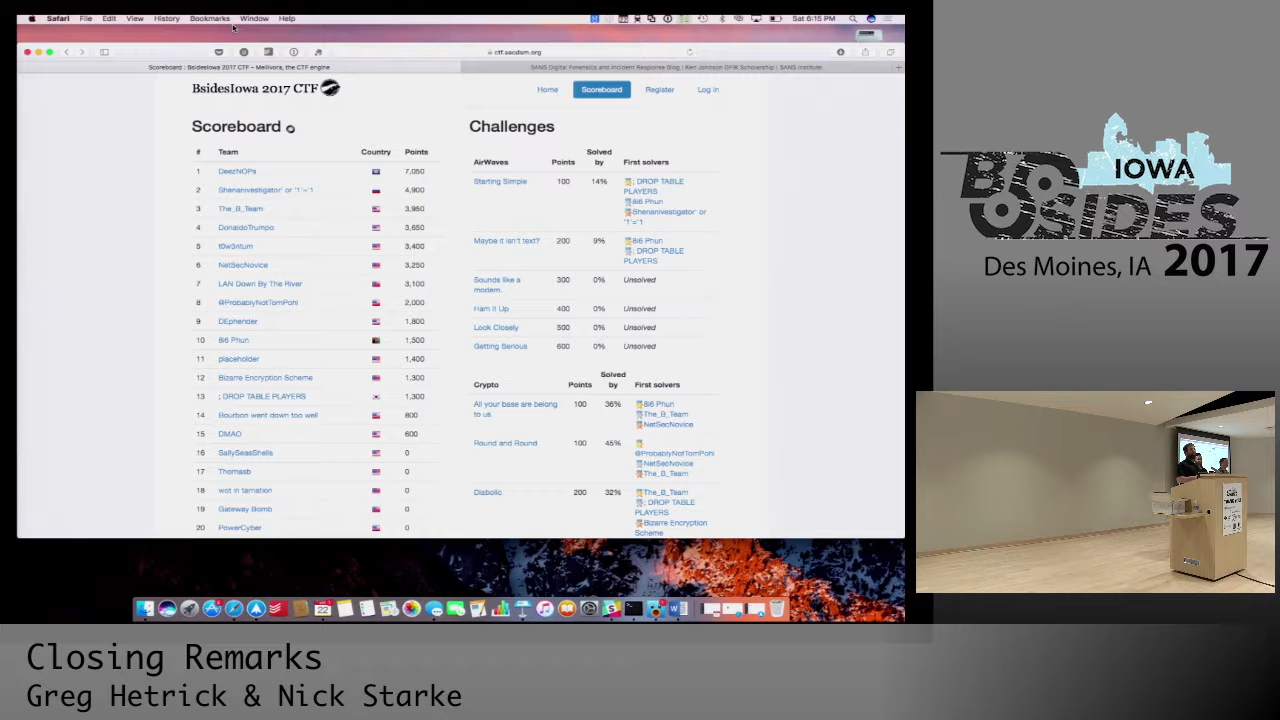 Safari File Edit View History Bookmarks Window Help Sat 6:15 PM
ctf.secdsm.org
Scoreboard : BsidesIowa 2017 CTF - Mellivora, the CTF engine
SANS Digital Forensics and Incident Response Blog | Ken Johnson DFIR Scholarship | SANS Institute
BsidesIowa 2017 CTF
Home Scoreboard Register Log in
Scoreboard
# Team Country Points
1 DeezNOPs 7,050
2 Shenanivestigator' or '1'='1 4,900
3 The_B_Team 3,950
4 DonaldoTrumpo 3,650
5 t0w3ntum 3,400
6 NetSecNovice 3,250
7 LAN Down By The River 3,100
8 @ProbablyNotTomPohl 2,000
9 DEphender 1,800
10 8i6 Phun 1,500
11 placeholder 1,400
12 Bizarre Encryption Scheme 1,300
13 ; DROP TABLE PLAYERS 1,300
14 Bourbon went down too well 800
15 DMAO 600
16 SallySeasShells 0
17 Thomasb 0
18 wot in tarnation 0
19 Gateway Bomb 0
20 PowerCyber 0
Challenges
AirWaves Points Solved by First solvers
Starting Simple 100 14% ; DROP TABLE
PLAYERS
8i6 Phun
Shenanivestigator' or
'1'='1
Maybe it isn't text? 200 9% 8i6 Phun
; DROP TABLE
PLAYERS
Sounds like a
modem. 300 0% Unsolved
Ham it Up 400 0% Unsolved
Look Closely 500 0% Unsolved
Getting Serious 600 0% Unsolved
Crypto Points Solved by First solvers
All your base are belong
to us 100 36% 8i6 Phun
The_B_Team
NetSecNovice
Round and Round 100 45%
@ProbablyNotTomPohl
NetSecNovice
The_B_Team
Diabolic 200 32% The_B_Team
; DROP TABLE
PLAYERS
Bizarre Encryption
Scheme
IOWA
BSIDES
Des Moines, IA 2017
Closing Remarks
Greg Hetrick & Nick Starke